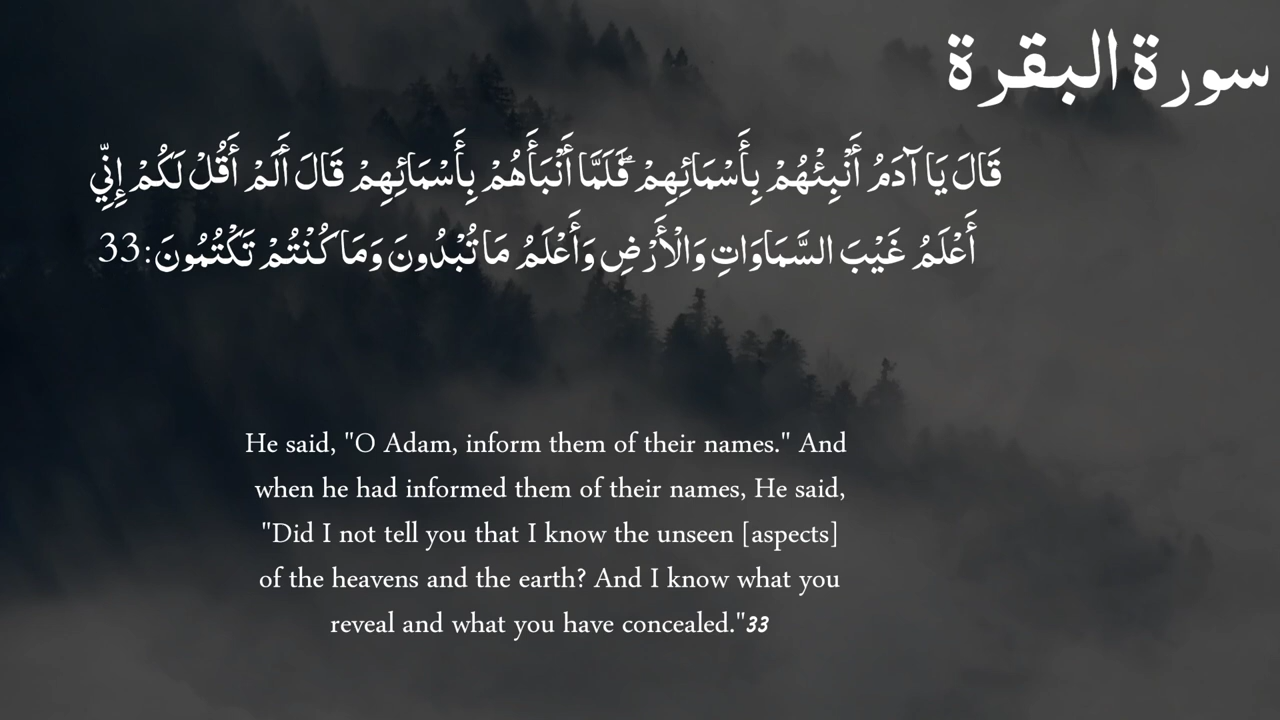 سورة البقرة
قَالَ يَا آدَمُ أَنْبِئْهُمْ بِأَسْمَائِهِمْ ۖ فَلَمَّا أَنْبَأَهُمْ بِأَسْمَائِهِمْ قَالَ أَلَمْ أَقُلْ لَكُمْ إِنِّي
أَعْلَمُ غَيْبَ السَّمَاوَاتِ وَالْأَرْضِ وَأَعْلَمُ مَا تُبْدُونَ وَمَا كُنْتُمْ تَكْتُمُونَ:33
He said, "O Adam, inform them of their names." And
when he had informed them of their names, He said,
"Did I not tell you that I know the unseen [aspects]
of the heavens and the earth? And I know what you
reveal and what you have concealed."33